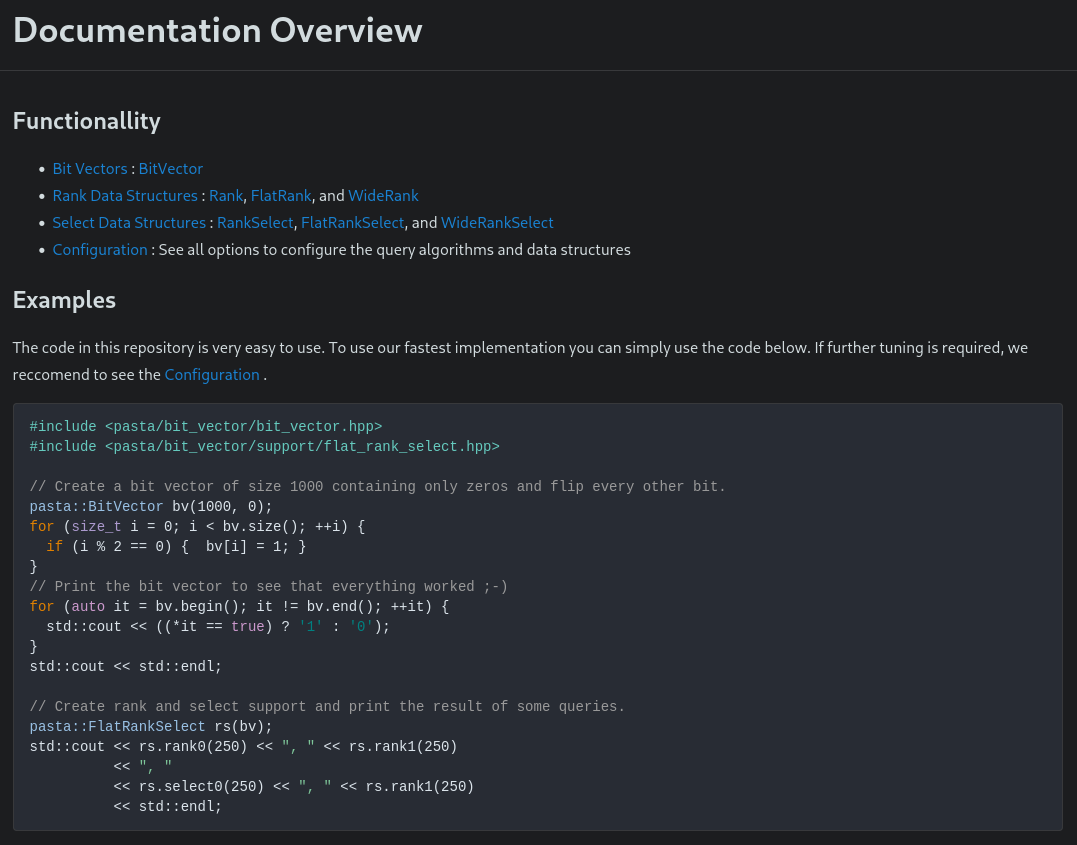 Documentation Overview
Functionallity
• Bit Vectors : BitVector
• Rank Data Structures : Rank, FlatRank, and WideRank
• Select Data Structures : RankSelect, FlatRankSelect, and WideRankSelect
• Configuration : See all options to configure the query algorithms and data structures
Examples
The code in this repository is very easy to use. To use our fastest implementation you can simply use the code below. If further tuning is required, we
reccomend to see the Configuration .
#include <pasta/bit_vector/bit_vector.hpp>
#include <pasta/bit_vector/support/flat_rank_select.hpp>
// Create a bit vector of size 1000 containing only zeros and flip every other bit.
pasta::BitVector bv(1000, 0);
for (size_t i = 0; i < bv.size(); ++i) {
  if (i % 2 == 0) {  bv[i] = 1; }
}
// Print the bit vector to see that everything worked ;-)
for (auto it = bv.begin(); it != bv.end(); ++it) {
  std::cout << ((*it == true) ? '1' : '0');
}
std::cout << std::endl;
// Create rank and select support and print the result of some queries.
pasta::FlatRankSelect rs(bv);
std::cout << rs.rank0(250) << ", " << rs.rank1(250)
          << ", "
          << rs.select0(250) << ", " << rs.rank1(250)
          << std::endl;